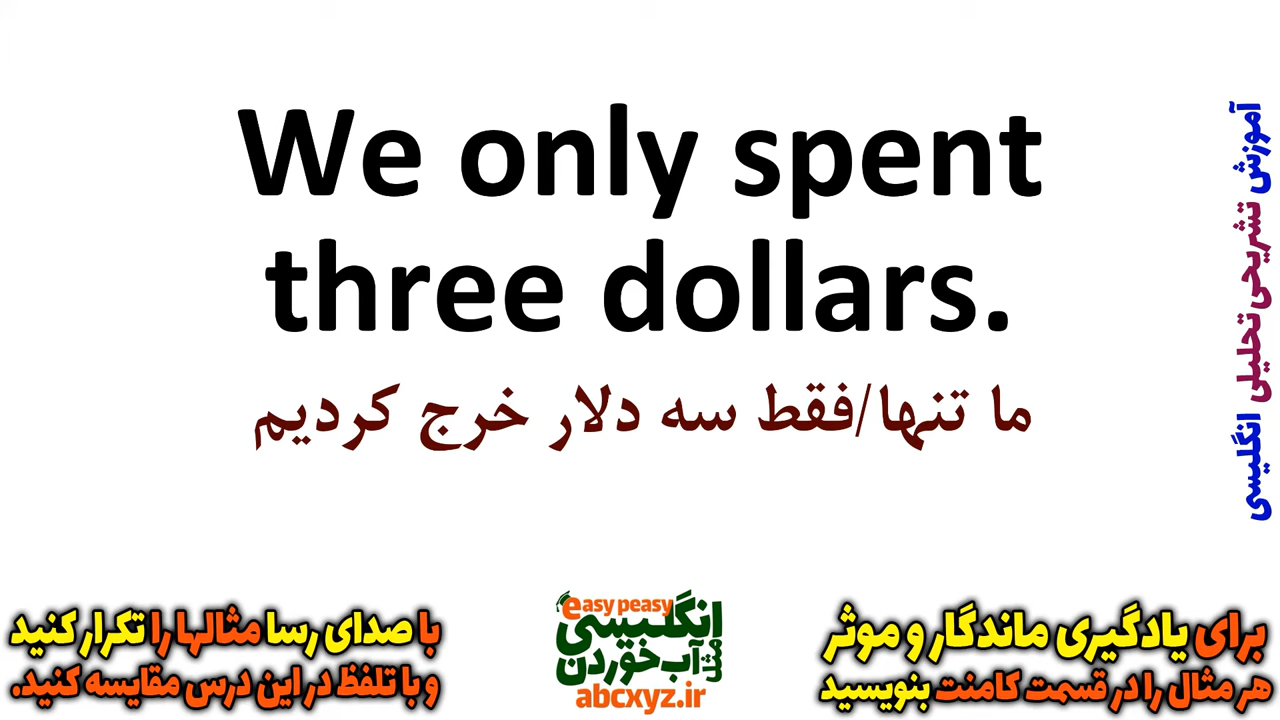 We only spent
three dollars.
ما تنها/فقط سه دلار خرج کردیم
آموزش تشریحی تحلیلی انگلیسی
برای یادگیری ماندگار و موثر
هر مثال را در قسمت کامنت بنویسید
easy peasy
انگلیسی
مثل آب خوردن
abcxyz.ir
با صدای رسا مثالها را تکرار کنید
و با تلفظ در این درس مقایسه کنید.